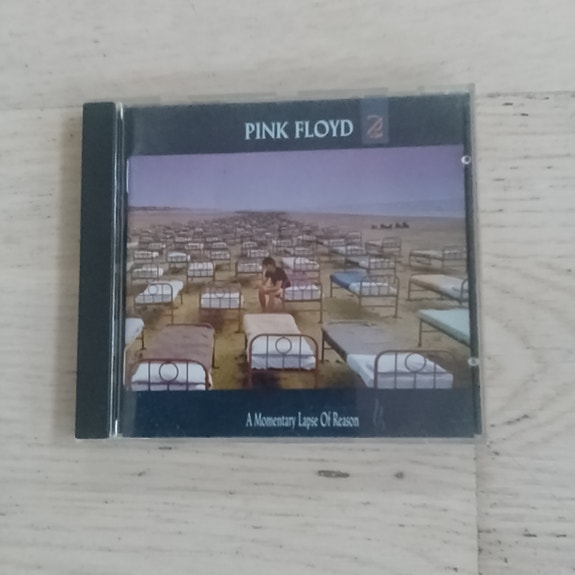 PINK FLOYD
A Momentary Lapse Of Reason